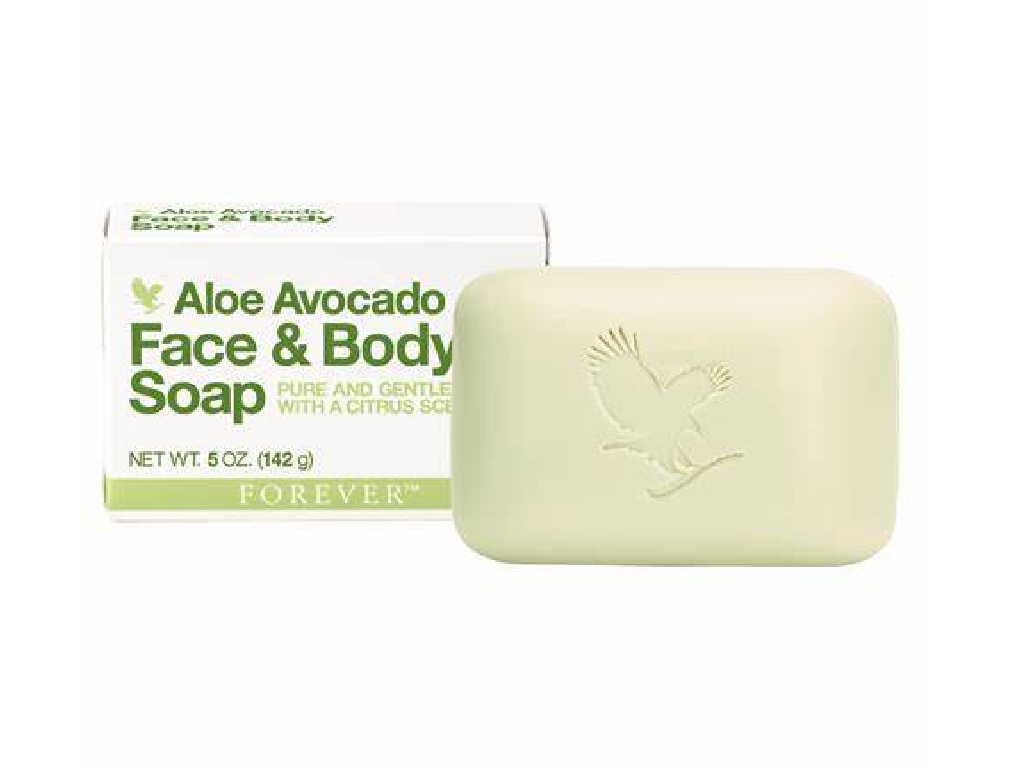 Aloe Avocado
Face & Body
Soap
Aloe Avocado
Face & Body
Soap
PURE AND GENTLE
WITH A CITRUS SCE
NET WT. 5 OZ. (142 g)
FOREVER™